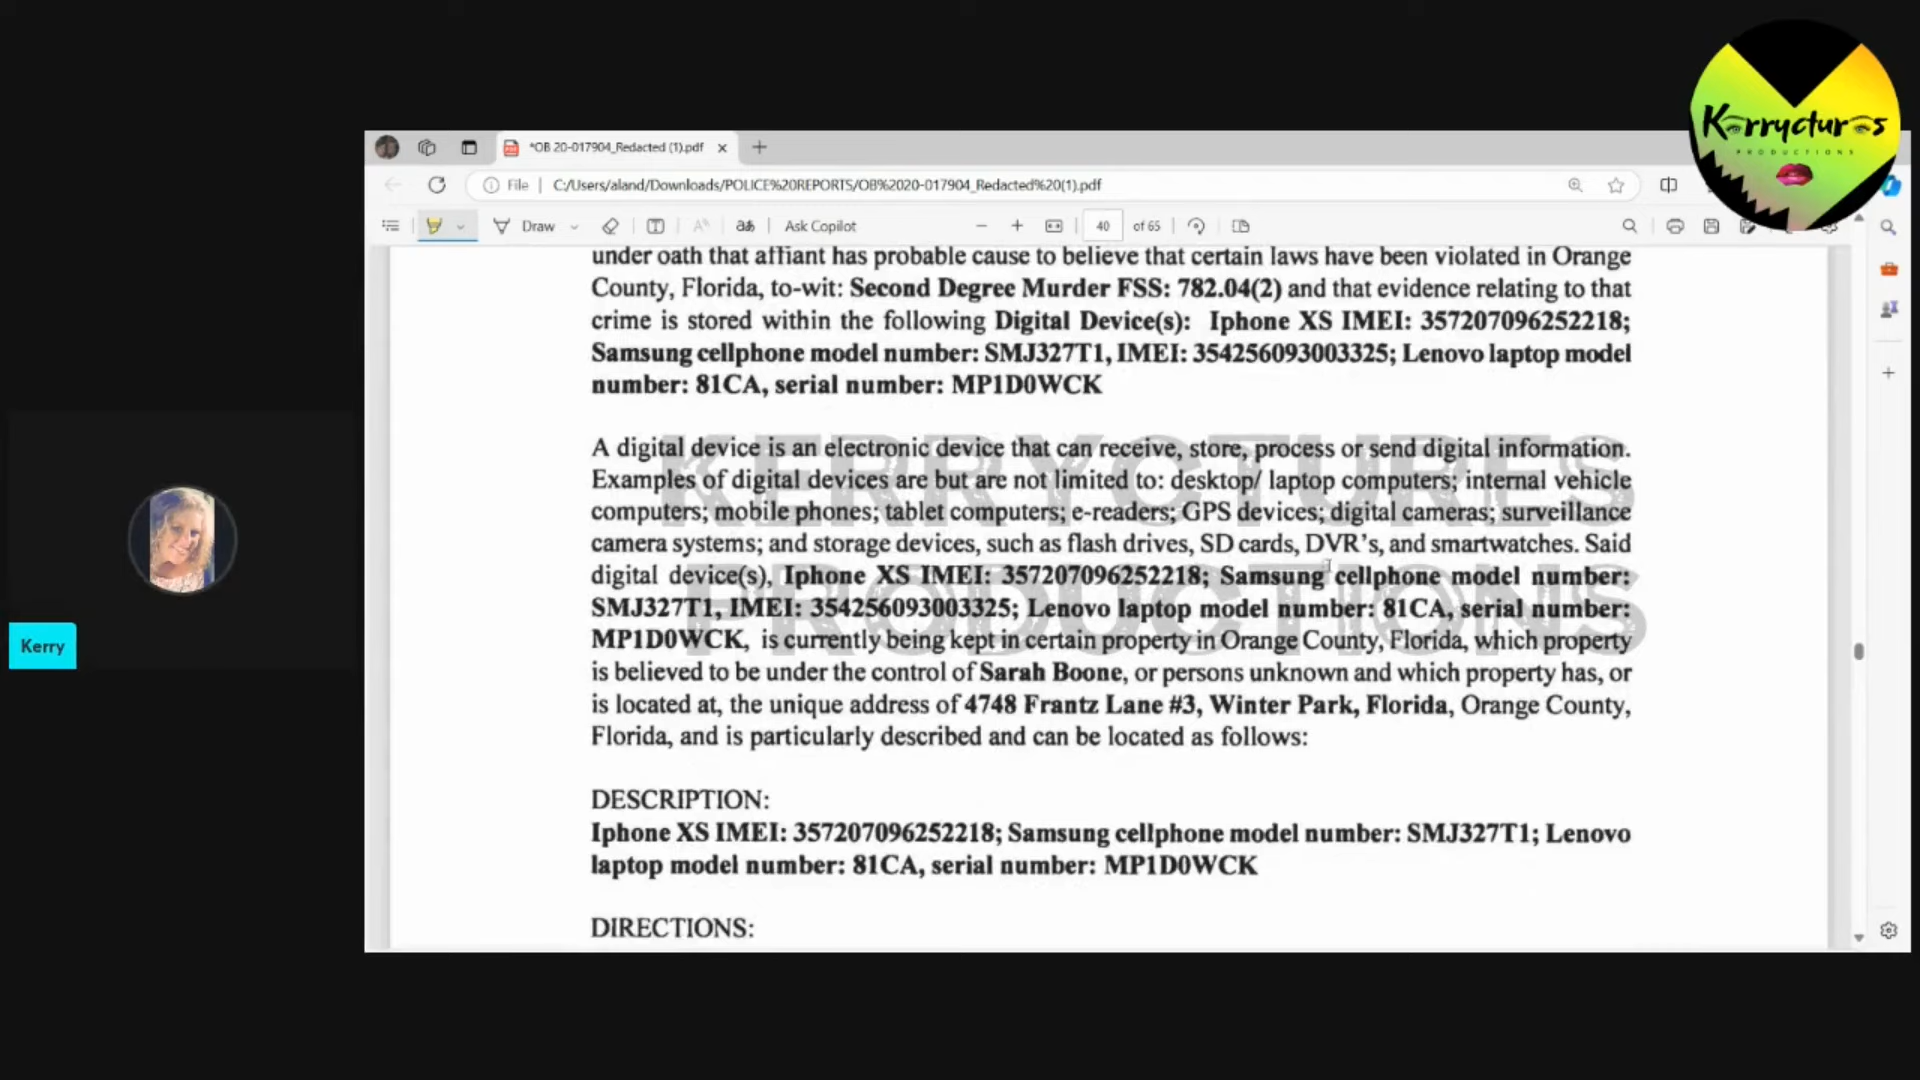 Kerryctures
PRODUCTIONS
*OB 20-017904_Redacted (1).pdf
File
C:/Users/aland/Downloads/POLICE%20REPORTS/OB%2020-017904_Redacted%20(1).pdf
Draw
Ask Copilot
40 of 65
under oath that affiant has probable cause to believe that certain laws have been violated in Orange
County, Florida, to-wit: Second Degree Murder FSS: 782.04(2) and that evidence relating to that
crime is stored within the following Digital Device(s): Iphone XS IMEI: 357207096252218;
Samsung cellphone model number: SMJ327T1, IMEI: 354256093003325; Lenovo laptop model
number: 81CA, serial number: MP1D0WCK
KERRYCTURES
PRODUCTIONS
A digital device is an electronic device that can receive, store, process or send digital information.
Examples of digital devices are but are not limited to: desktop/ laptop computers; internal vehicle
computers; mobile phones; tablet computers; e-readers; GPS devices; digital cameras; surveillance
camera systems; and storage devices, such as flash drives, SD cards, DVR's, and smartwatches. Said
digital device(s), Iphone XS IMEI: 357207096252218; Samsung cellphone model number:
SMJ327T1, IMEI: 354256093003325; Lenovo laptop model number: 81CA, serial number:
MP1D0WCK, is currently being kept in certain property in Orange County, Florida, which property
is believed to be under the control of Sarah Boone, or persons unknown and which property has, or
is located at, the unique address of 4748 Frantz Lane #3, Winter Park, Florida, Orange County,
Florida, and is particularly described and can be located as follows:
DESCRIPTION:
Iphone XS IMEI: 357207096252218; Samsung cellphone model number: SMJ327T1; Lenovo
laptop model number: 81CA, serial number: MP1D0WCK
DIRECTIONS:
Kerry